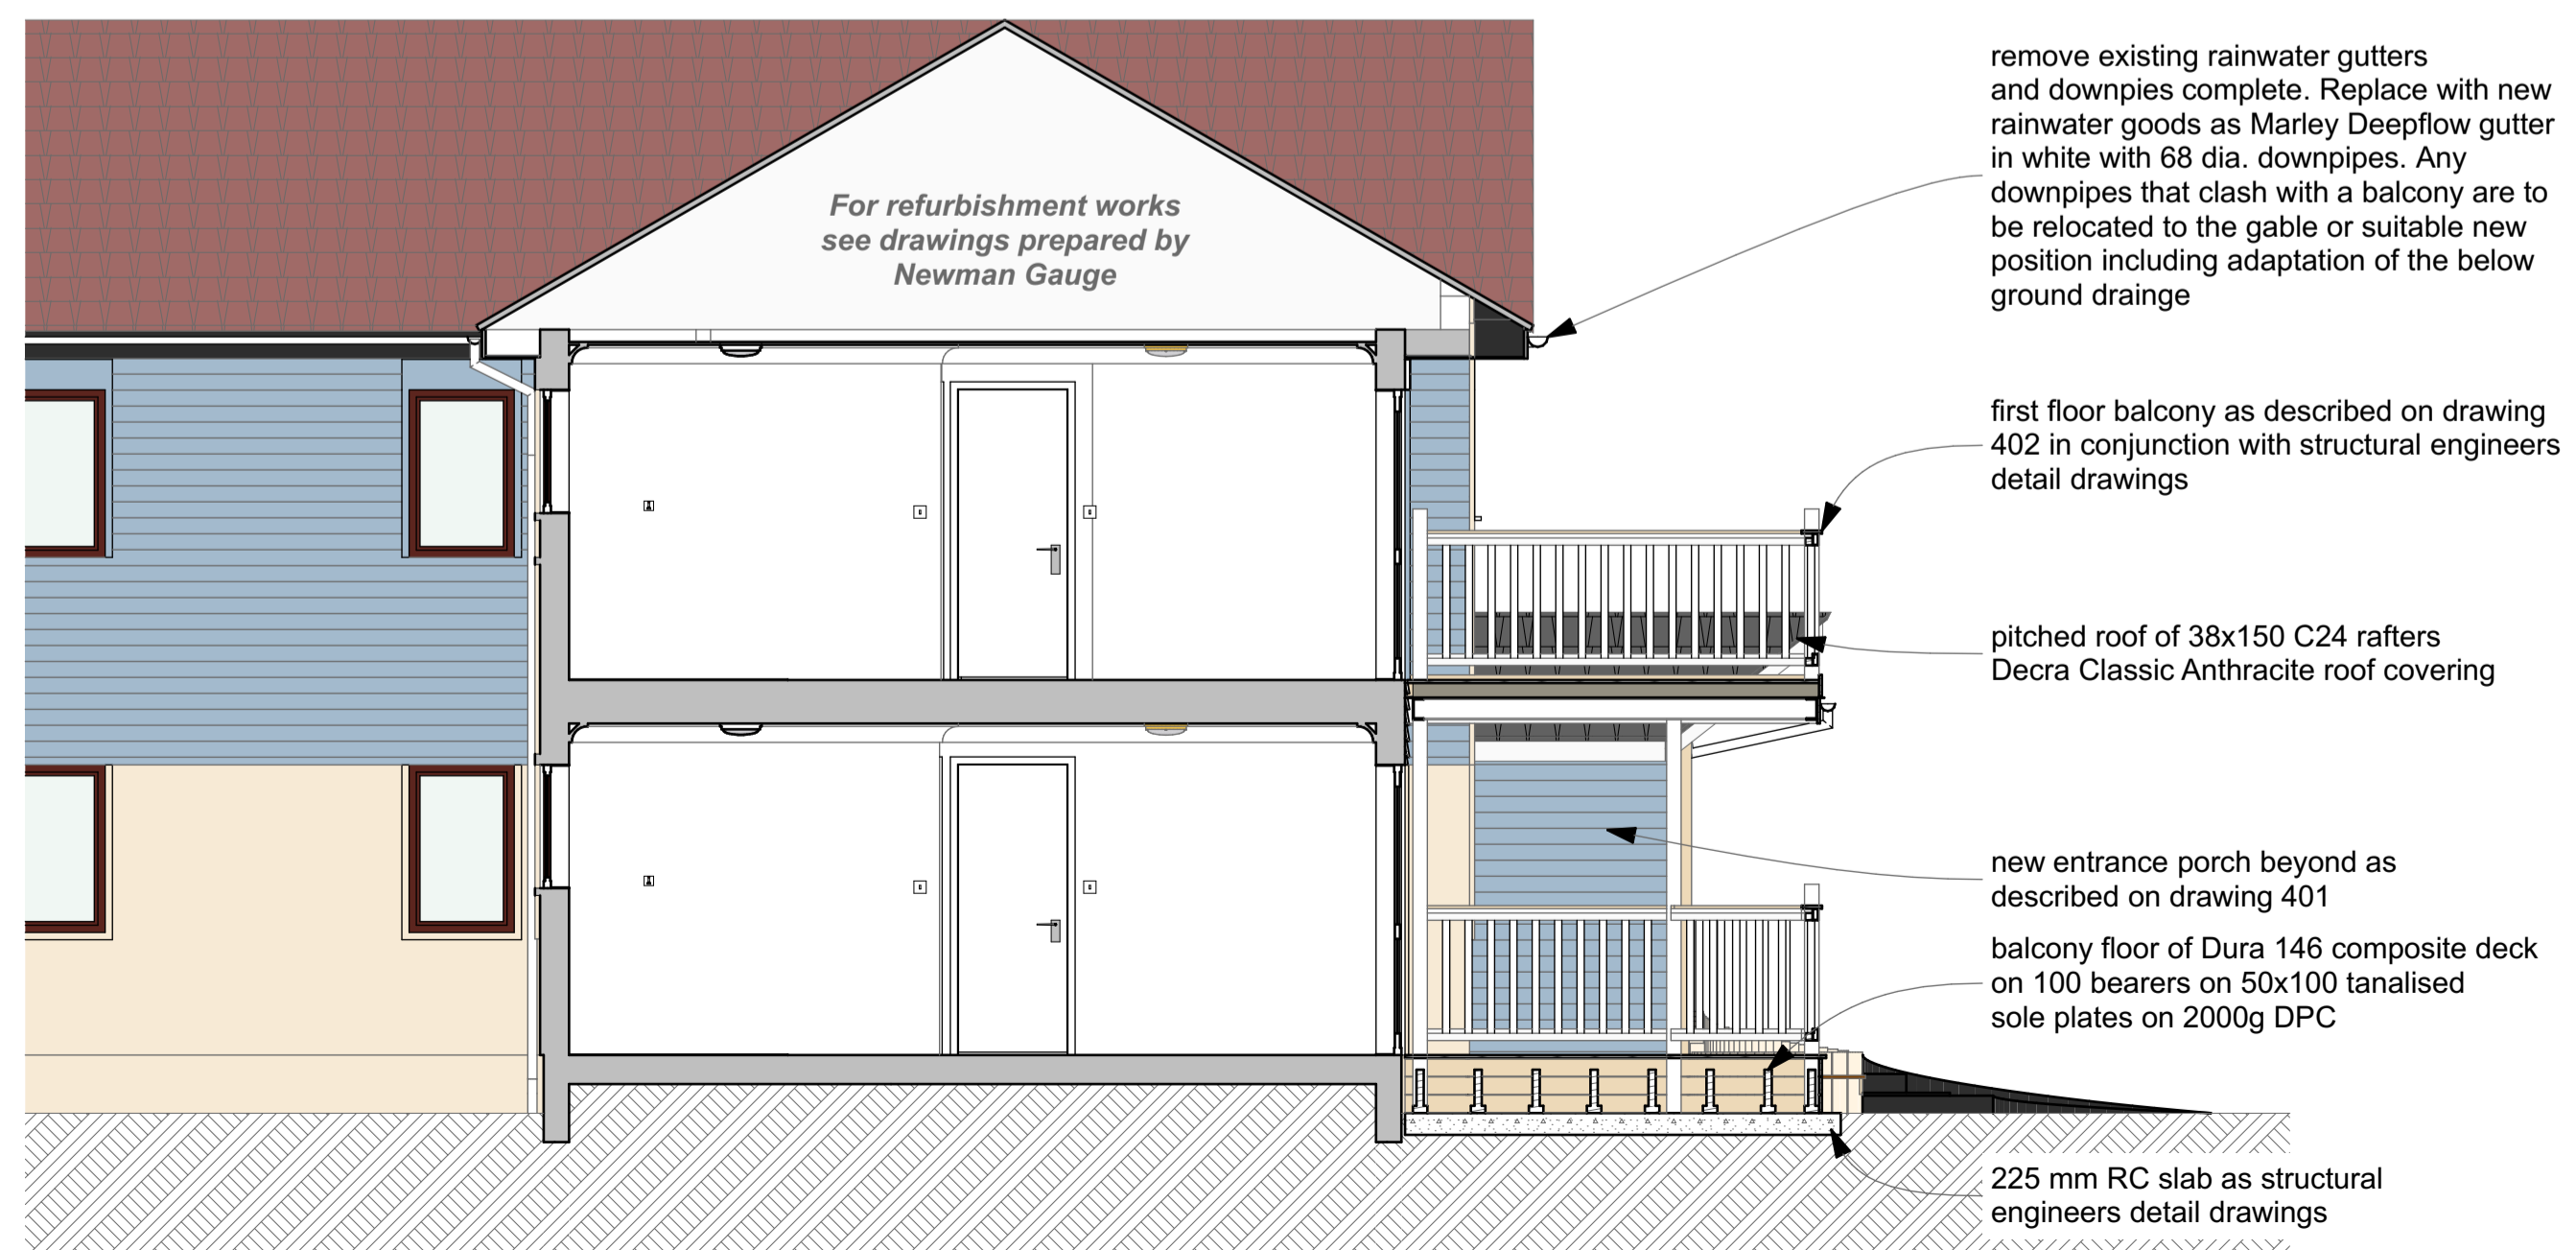 For refurbishment works
see drawings prepared by
Newman Gauge
remove existing rainwater gutters
and downpies complete. Replace with new
rainwater goods as Marley Deepflow gutter
in white with 68 dia. downpipes. Any
downpipes that clash with a balcony are to
be relocated to the gable or suitable new
position including adaptation of the below
ground drainge
first floor balcony as described on drawing
402 in conjunction with structural engineers
detail drawings
pitched roof of 38x150 C24 rafters
Decra Classic Anthracite roof covering
new entrance porch beyond as
described on drawing 401
balcony floor of Dura 146 composite deck
on 100 bearers on 50x100 tanalised
sole plates on 2000g DPC
225 mm RC slab as structural
engineers detail drawings